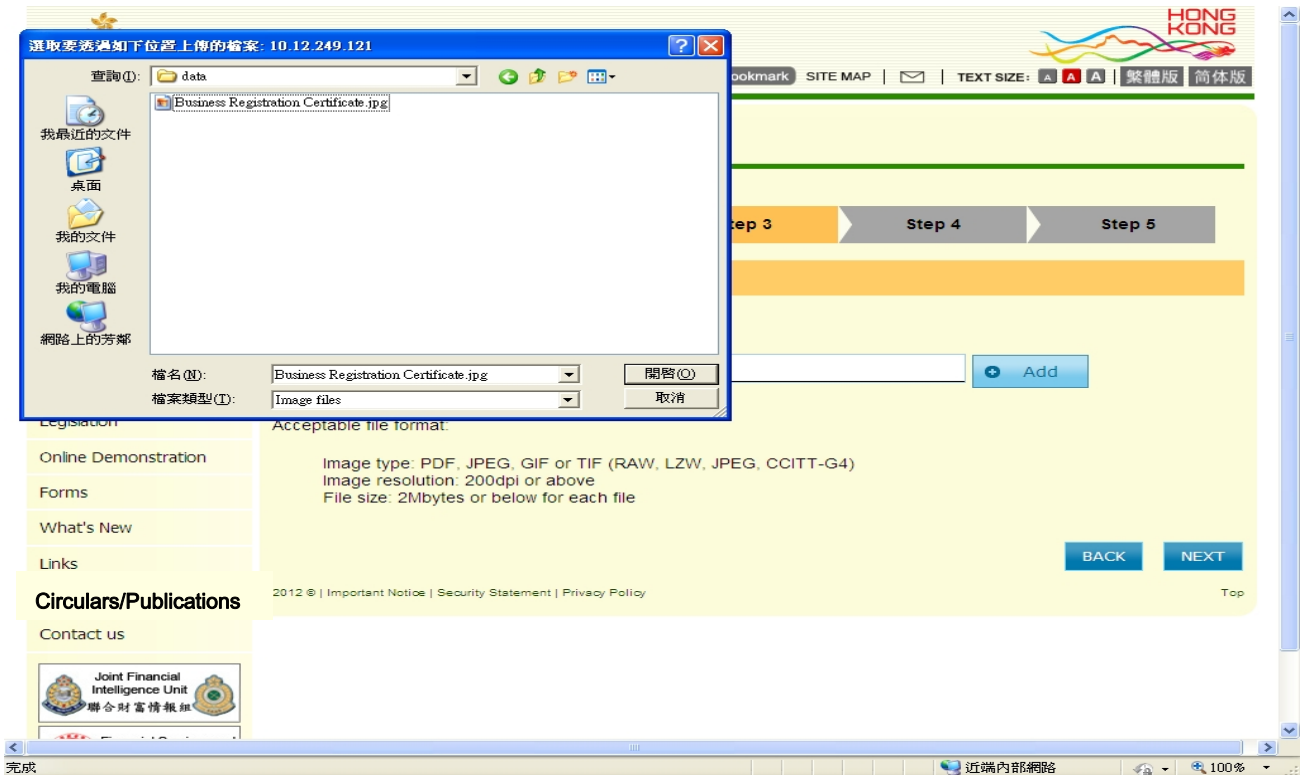 HONG
KONG
選取要透過如下位置上傳的檔案: 10.12.249.121
查詢(I): data
ookmark SITE MAP | | TEXT SIZE: A A A | 繁體版 简体版
Business Registration Certificate.jpg
我最近的文件
桌面
我的文件
我的電腦
網路上的芳鄰
tep 3 Step 4 Step 5
檔名(N): Business Registration Certificate.jpg 開啓(O)
檔案類型(T): Image files 取消
Add
Legislation
Acceptable file format:
Online Demonstration
Image type: PDF, JPEG, GIF or TIF (RAW, LZW, JPEG, CCITT-G4)
Image resolution: 200dpi or above
File size: 2Mbytes or below for each file
Forms
What's New
Links
BACK NEXT
Circulars/Publications
2012 © | Important Notice | Security Statement | Privacy Policy Top
Contact us
Joint Financial
Intelligence Unit
聯合財富情報組
完成 近端內部網路 100%